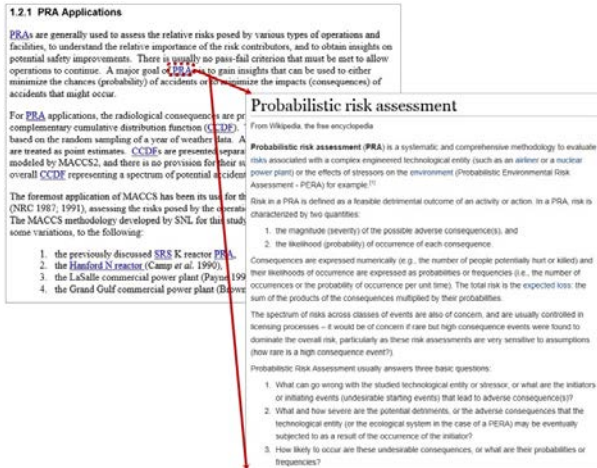 1.2.1 PRA Applications
PRAs are generally used to assess the relative risks posed by various types of operations and
facilities, to understand the relative importance of the risk contributors, and to obtain insights on
potential safety improvements. There is usually no pass-fail criterion that must be met to allow
operations to continue. A major goal of PRA is to gain insights that can be used to either
minimize the chances (probability) of accidents or to minimize the impacts (consequences) of
accidents that might occur.
For PRA applications, the radiological consequences are pr
complementary cumulative distribution function (CCDF).
based on the random sampling of a year of weather data. A
are treated as point estimates. CCDFs are presented separat
modeled by MACCS2, and there is no provision for their su
overall CCDF representing a spectrum of potential acciden
The foremost application of MACCS has been its use for th
(NRC 1987; 1991), assessing the risks posed by the operati
The MACCS methodology developed by SNL for this study
some variations, to the following:
1. the previously discussed SRS K reactor PRA,
2. the Hanford N reactor (Camp et al. 1990),
3. the LaSalle commercial power plant (Payne 199
4. the Grand Gulf commercial power plant (Brown
Probabilistic risk assessment
From Wikipedia, the free encyclopedia
Probabilistic risk assessment (PRA) is a systematic and comprehensive methodology to evaluate
risks associated with a complex engineered technological entity (such as an airliner or a nuclear
power plant) or the effects of stressors on the environment (Probabilistic Environmental Risk
Assessment - PERA) for example.[1]
Risk in a PRA is defined as a feasible detrimental outcome of an activity or action. In a PRA, risk is
characterized by two quantities:
1. the magnitude (severity) of the possible adverse consequence(s), and
2. the likelihood (probability) of occurrence of each consequence.
Consequences are expressed numerically (e.g., the number of people potentially hurt or killed) and
their likelihoods of occurrence are expressed as probabilities or frequencies (i.e., the number of
occurrences or the probability of occurrence per unit time). The total risk is the expected loss: the
sum of the products of the consequences multiplied by their probabilities.
The spectrum of risks across classes of events are also of concern, and are usually controlled in
licensing processes – it would be of concern if rare but high consequence events were found to
dominate the overall risk, particularly as these risk assessments are very sensitive to assumptions
(how rare is a high consequence event?).
Probabilistic Risk Assessment usually answers three basic questions:
1. What can go wrong with the studied technological entity or stressor, or what are the initiators
or initiating events (undesirable starting events) that lead to adverse consequence(s)?
2. What and how severe are the potential detriments, or the adverse consequences that the
technological entity (or the ecological system in the case of a PERA) may be eventually
subjected to as a result of the occurrence of the initiator?
3. How likely to occur are these undesirable consequences, or what are their probabilities or
frequencies?